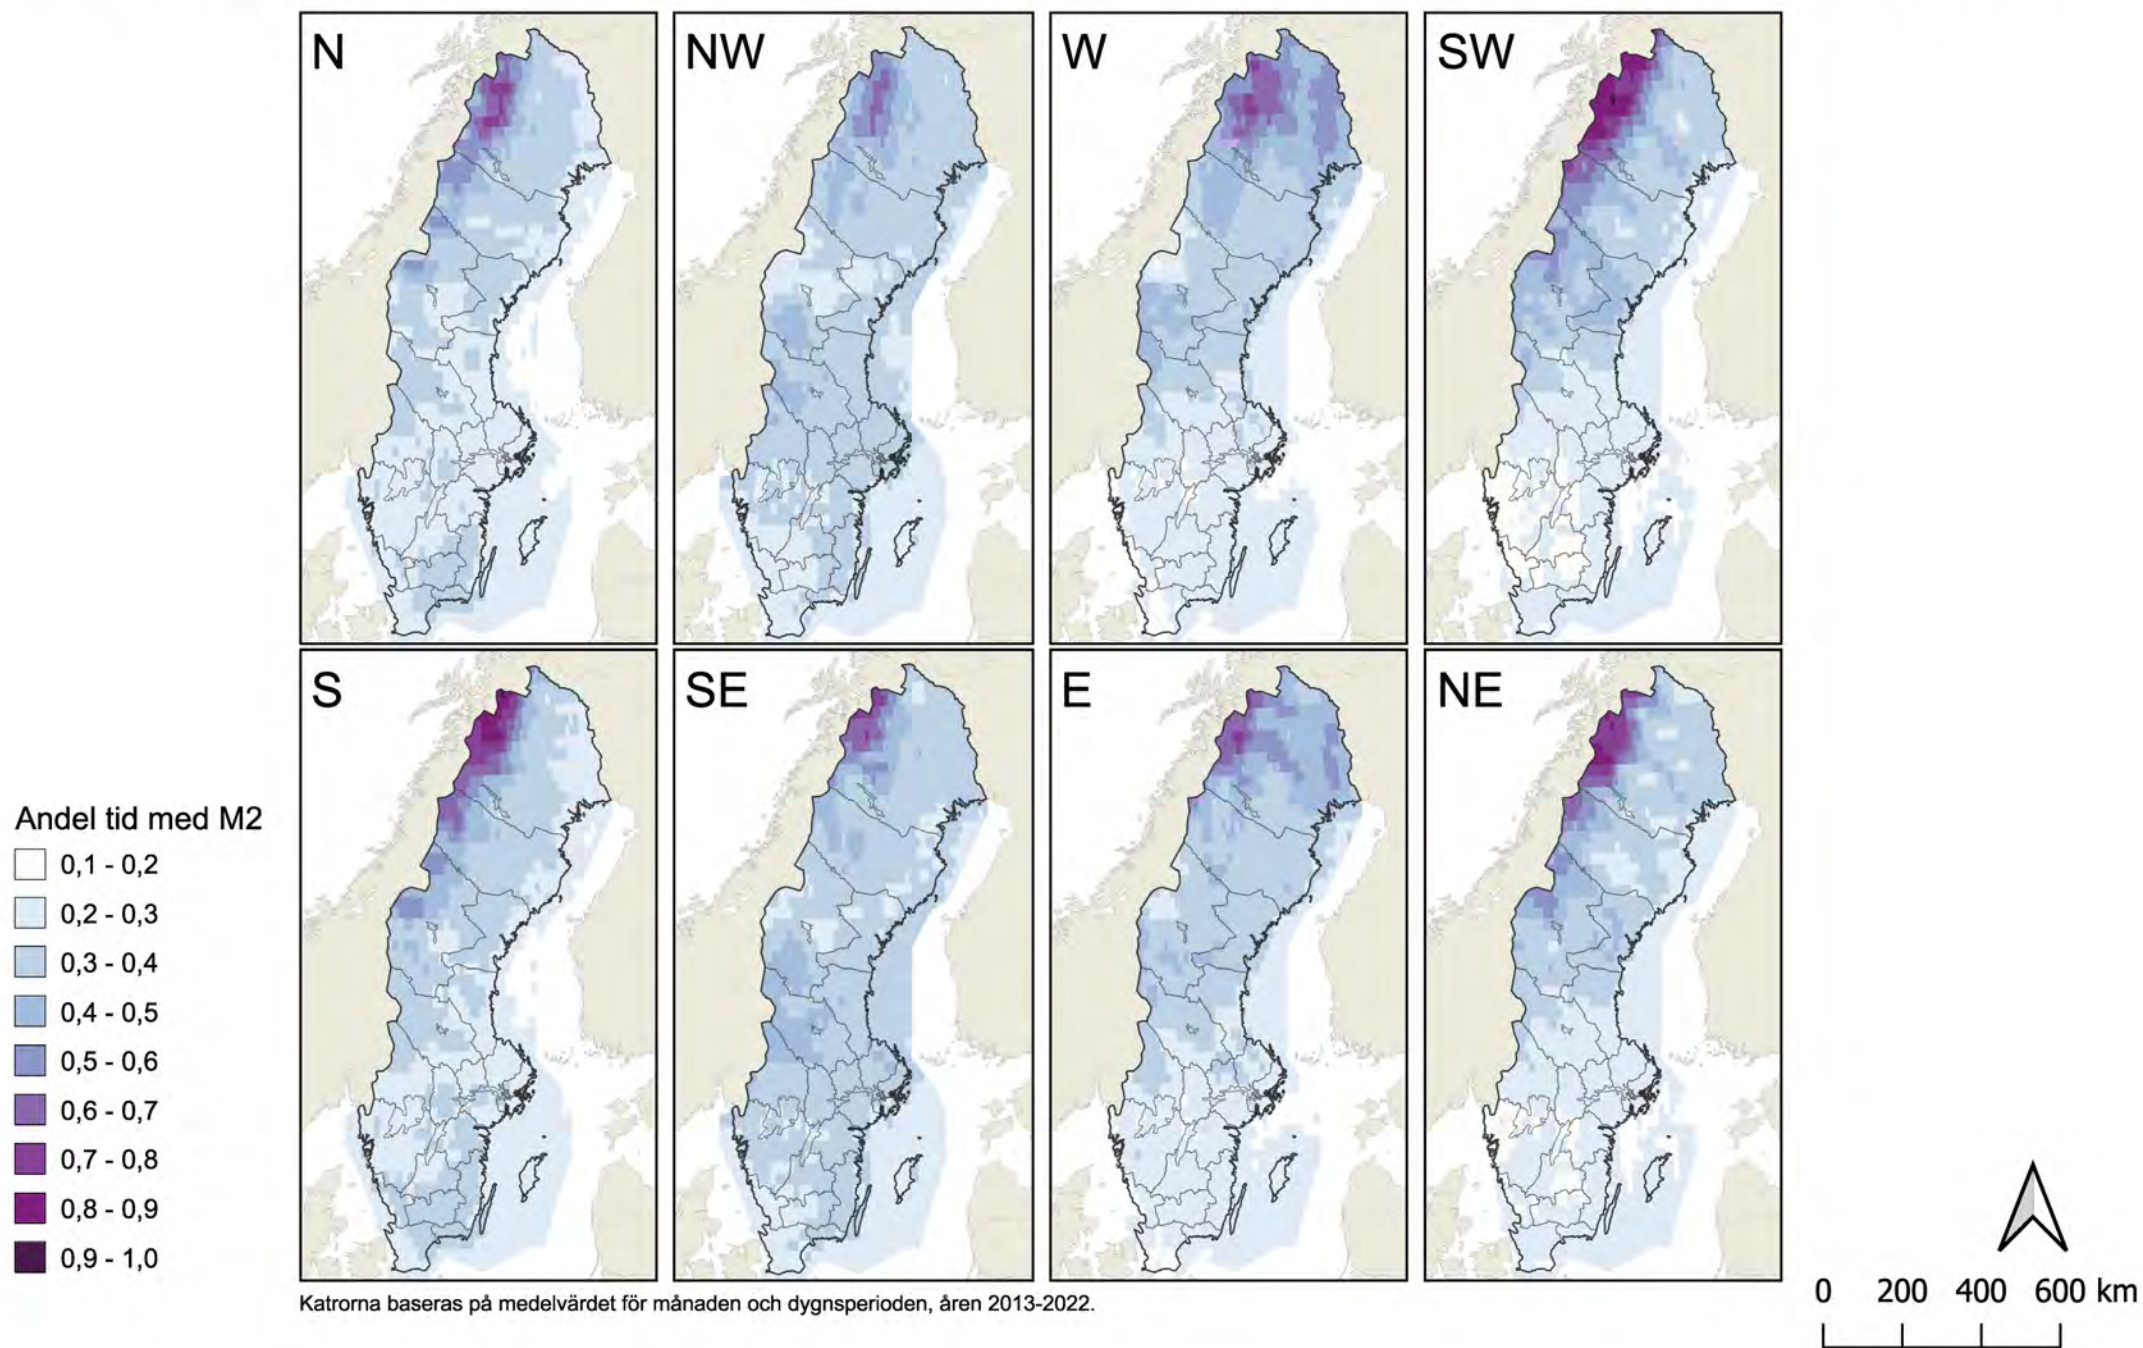 N
NW
W
SW
S
SE
E
NE
Andel tid med M2
0,1 - 0,2
0,2 - 0,3
0,3 - 0,4
0,4 - 0,5
0,5 - 0,6
0,6 - 0,7
0,7 - 0,8
0,8 - 0,9
0,9 - 1,0
Katrorna baseras på medelvärdet för månaden och dygnsperioden, åren 2013-2022.
0 200 400 600 km